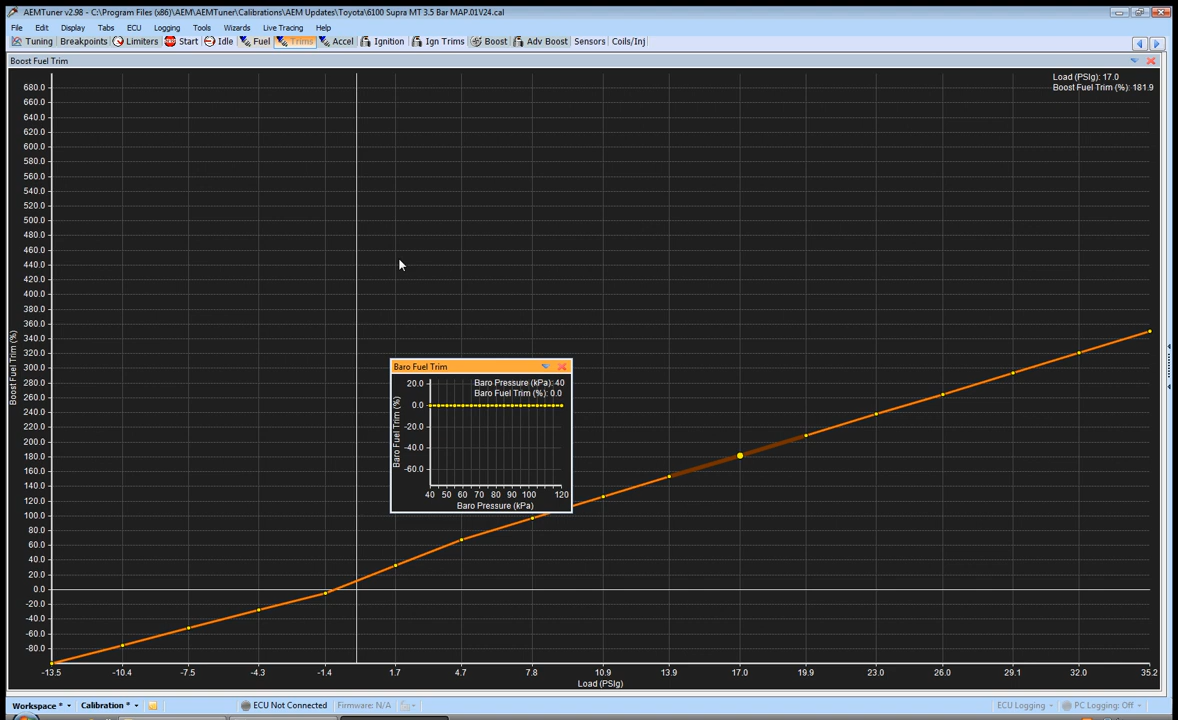 AEMTuner v2.98 - C:\Program Files (x86)\AEM\AEMTuner\Calibrations\AEM Updates\Toyota\6100 Supra MT 3.5 Bar MAP.01V24.cal
File Edit Display Tabs ECU Logging Tools Wizards Live Tracing Help
Tuning Breakpoints Limiters Start Idle Fuel Trims Accel Ignition Ign Trims Boost Adv Boost Sensors Coils/Inj
Boost Fuel Trim
Load (PSIg): 17.0
Boost Fuel Trim (%): 181.9
680.0
660.0
640.0
620.0
600.0
580.0
560.0
540.0
520.0
500.0
480.0
460.0
440.0
420.0
400.0
380.0
360.0
340.0
320.0
300.0
280.0
260.0
240.0
220.0
200.0
180.0
160.0
140.0
120.0
100.0
80.0
60.0
40.0
20.0
0.0
-20.0
-40.0
-60.0
-80.0
Boost Fuel Trim (%)
Baro Fuel Trim
Baro Pressure (kPa): 40
Baro Fuel Trim (%): 0.0
20.0
0.0
-20.0
-40.0
-60.0
Baro Fuel Trim (%)
40 50 60 70 80 90 100 120
Baro Pressure (kPa)
-13.5 -10.4 -7.5 -4.3 -1.4 1.7 4.7 7.8 10.9 13.9 17.0 19.9 23.0 26.0 29.1 32.0 35.2
Load (PSIg)
Workspace * Calibration * ECU Not Connected Firmware: N/A ECU Logging PC Logging: Off